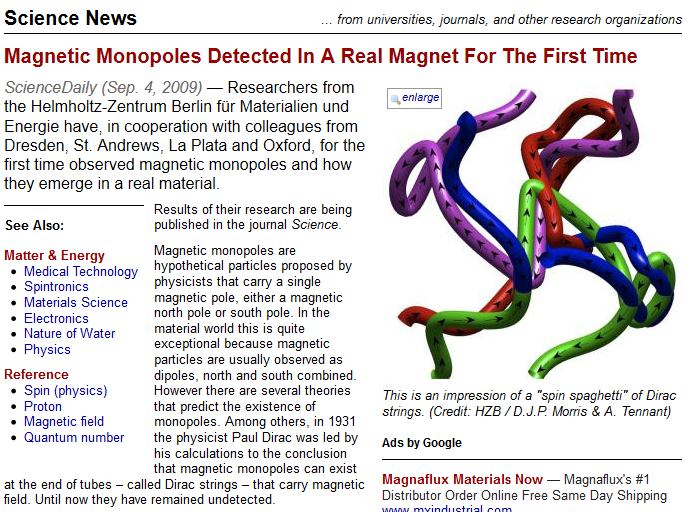 Science News
... from universities, journals, and other research organizations
Magnetic Monopoles Detected In A Real Magnet For The First Time
ScienceDaily (Sep. 4, 2009) — Researchers from
the Helmholtz-Zentrum Berlin für Materialien und
Energie have, in cooperation with colleagues from
Dresden, St. Andrews, La Plata and Oxford, for the
first time observed magnetic monopoles and how
they emerge in a real material.
See Also:
Matter & Energy
Medical Technology
Spintronics
Materials Science
Electronics
Nature of Water
Physics
Reference
Spin (physics)
Proton
Magnetic field
Quantum number
Results of their research are being
published in the journal Science.
Magnetic monopoles are
hypothetical particles proposed by
physicists that carry a single
magnetic pole, either a magnetic
north pole or south pole. In the
material world this is quite
exceptional because magnetic
particles are usually observed as
dipoles, north and south combined.
However there are several theories
that predict the existence of
monopoles. Among others, in 1931
the physicist Paul Dirac was led by
his calculations to the conclusion
that magnetic monopoles can exist
at the end of tubes – called Dirac strings – that carry magnetic
field. Until now they have remained undetected.
enlarge
This is an impression of a "spin spaghetti" of Dirac
strings. (Credit: HZB / D.J.P. Morris & A. Tennant)
Ads by Google
Magnaflux Materials Now — Magnaflux's #1
Distributor Order Online Free Same Day Shipping
www.mxindustrial.com